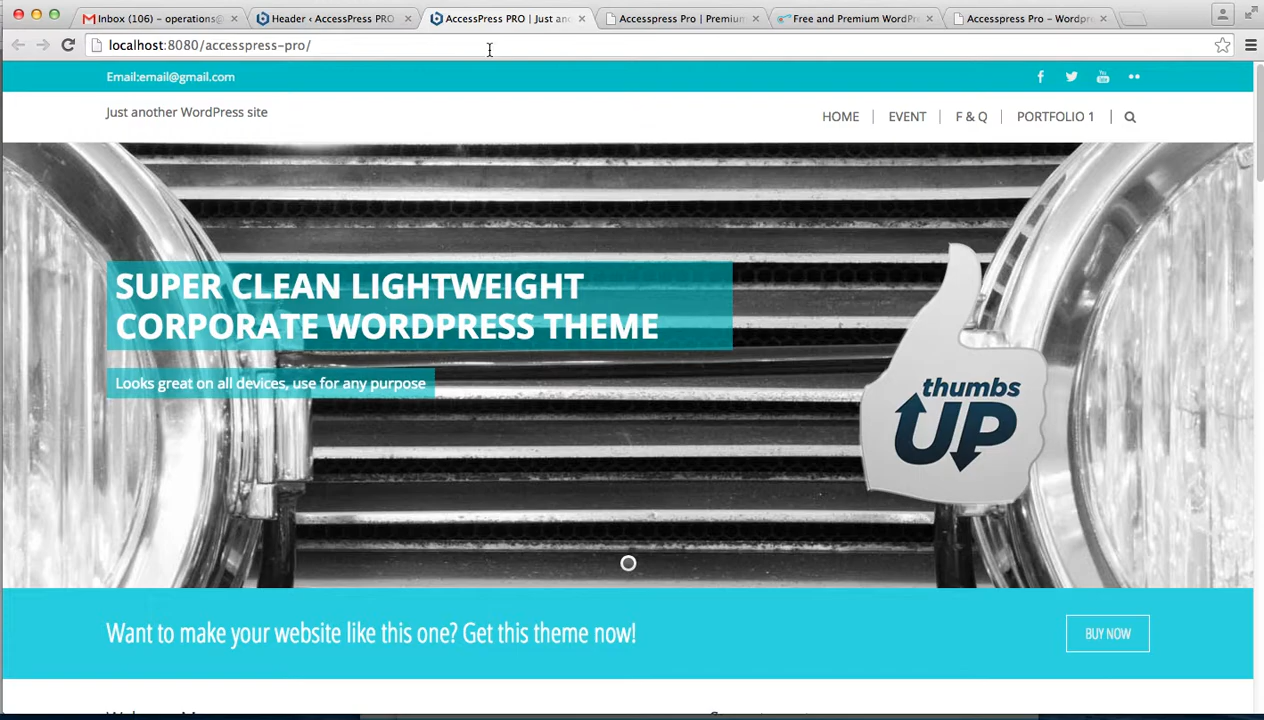 Inbox (106) – operations@
Header ‹ AccessPress PRO
AccessPress PRO | Just an
Accesspress Pro | Premium
Free and Premium WordPre
Accesspress Pro – Wordpr
localhost:8080/accesspress-pro/
Email:email@gmail.com
Just another WordPress site
HOME
EVENT
F & Q
PORTFOLIO 1
SUPER CLEAN LIGHTWEIGHT
CORPORATE WORDPRESS THEME
Looks great on all devices, use for any purpose
thumbs
UP
Want to make your website like this one? Get this theme now!
BUY NOW